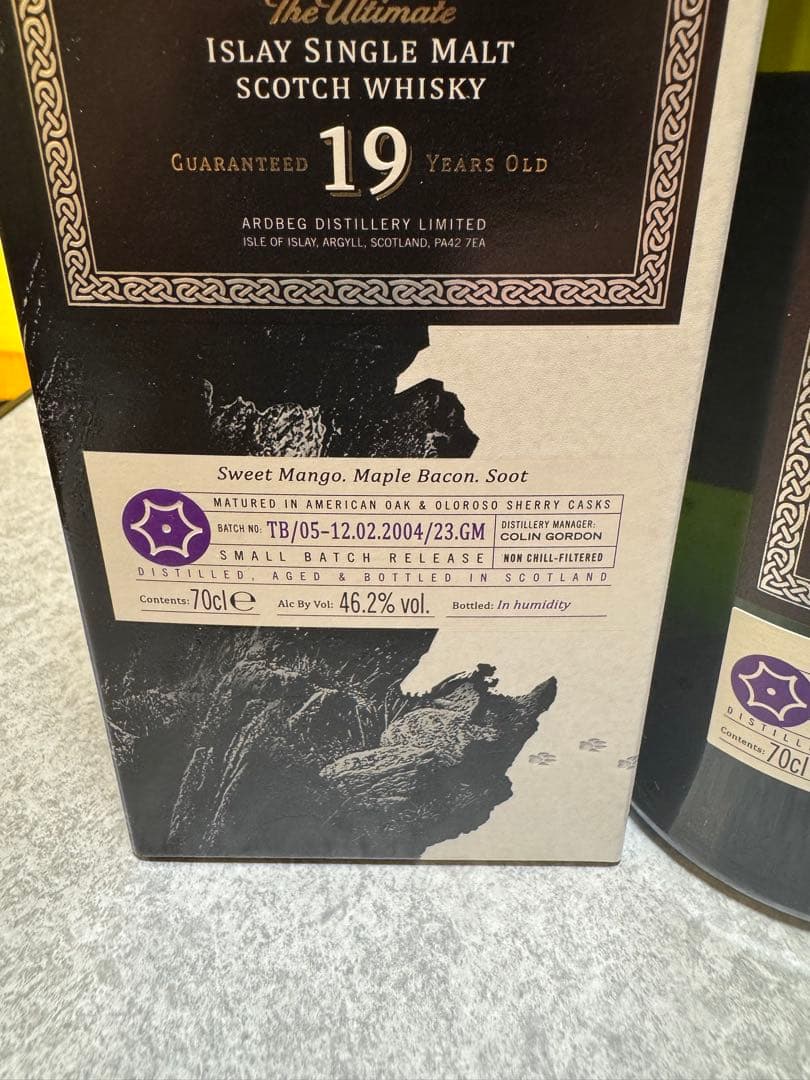 The Ultimate
ISLAY SINGLE MALT
SCOTCH WHISKY
GUARANTEED 19 YEARS OLD
ARDBEG DISTILLERY LIMITED
ISLE OF ISLAY, ARGYLL, SCOTLAND, PA42 7EA
Sweet Mango. Maple Bacon. Soot
MATURED IN AMERICAN OAK & OLOROSO SHERRY CASKS
BATCH NO: TB/05-12.02.2004/23.GM
DISTILLERY MANAGER:
COLIN GORDON
SMALL BATCH RELEASE
NON CHILL-FILTERED
DISTILLED, AGED & BOTTLED IN SCOTLAND
Contents: 70cl e Alc By Vol: 46.2% vol. Bottled: In humidity
DISTILL
Contents: 70cl